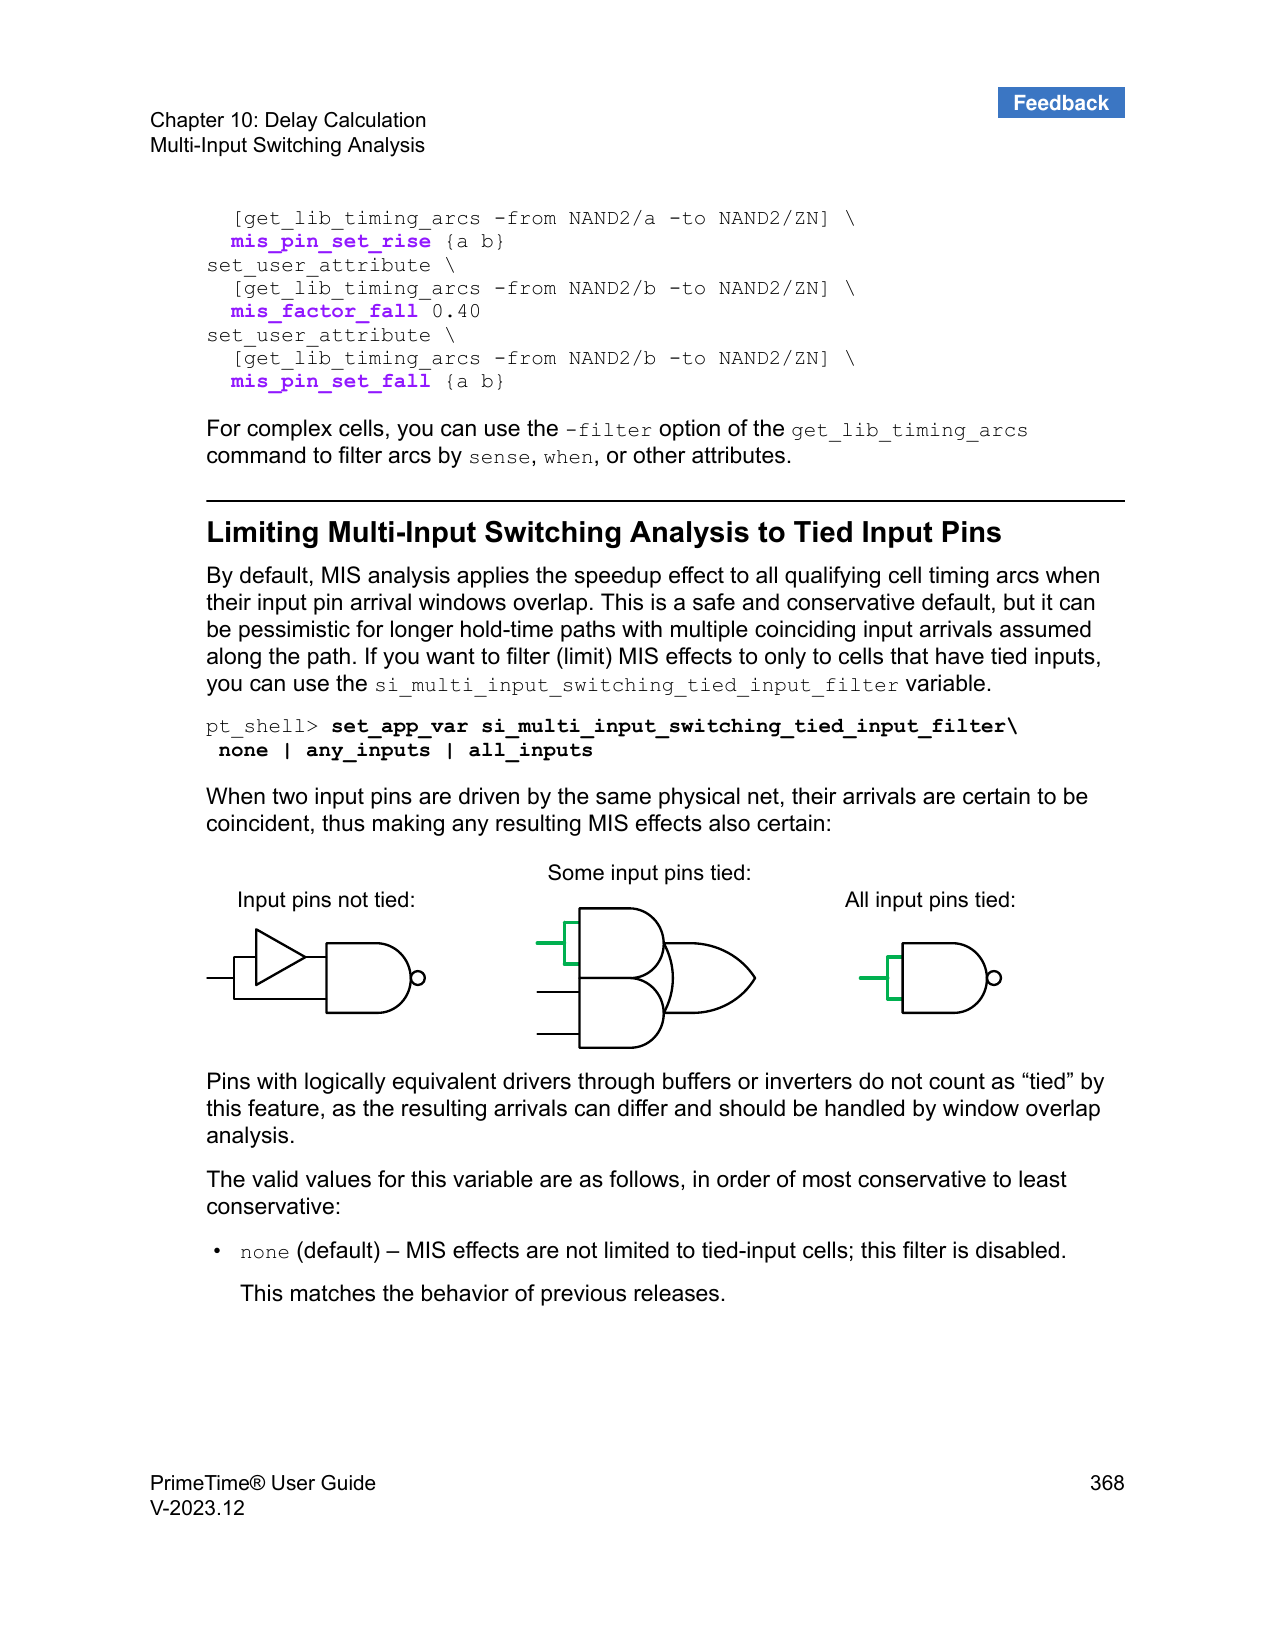 Feedback
Chapter 10: Delay Calculation
Multi-Input Switching Analysis
[get_lib_timing_arcs -from NAND2/a -to NAND2/ZN] \
mis_pin_set_rise {a b}
set_user_attribute \
[get_lib_timing_arcs -from NAND2/b -to NAND2/ZN] \
mis_factor_fall 0.40
set_user_attribute \
[get_lib_timing_arcs -from NAND2/b -to NAND2/ZN] \
mis_pin_set_fall {a b}
For complex cells, you can use the -filter option of the get_lib_timing_arcs
command to filter arcs by sense, when, or other attributes.
Limiting Multi-Input Switching Analysis to Tied Input Pins
By default, MIS analysis applies the speedup effect to all qualifying cell timing arcs when
their input pin arrival windows overlap. This is a safe and conservative default, but it can
be pessimistic for longer hold-time paths with multiple coinciding input arrivals assumed
along the path. If you want to filter (limit) MIS effects to only to cells that have tied inputs,
you can use the si_multi_input_switching_tied_input_filter variable.
pt_shell> set_app_var si_multi_input_switching_tied_input_filter\
none | any_inputs | all_inputs
When two input pins are driven by the same physical net, their arrivals are certain to be
coincident, thus making any resulting MIS effects also certain:
Some input pins tied:
Input pins not tied:
All input pins tied:
Pins with logically equivalent drivers through buffers or inverters do not count as “tied” by
this feature, as the resulting arrivals can differ and should be handled by window overlap
analysis.
The valid values for this variable are as follows, in order of most conservative to least
conservative:
• none (default) – MIS effects are not limited to tied-input cells; this filter is disabled.
This matches the behavior of previous releases.
PrimeTime® User Guide
368
V-2023.12